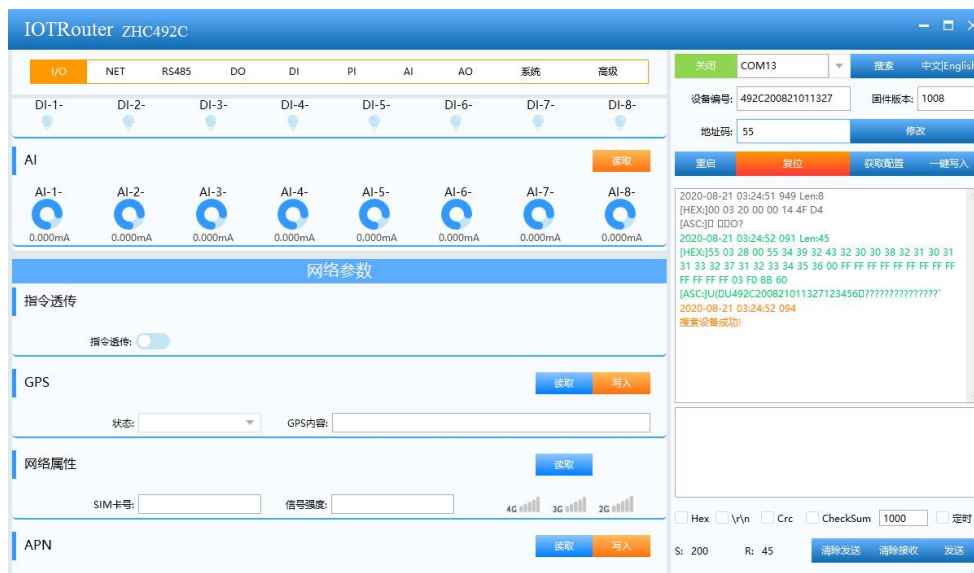 IOTRouter ZHC492C
I/O NET RS485 DO DI PI AI AO 系统 高级
DI-1- DI-2- DI-3- DI-4- DI-5- DI-6- DI-7- DI-8-
AI
读取
AI-1- AI-2- AI-3- AI-4- AI-5- AI-6- AI-7- AI-8-
0.000mA 0.000mA 0.000mA 0.000mA 0.000mA 0.000mA 0.000mA 0.000mA
网络参数
指令透传
指令透传:
GPS
读取 写入
状态: GPS内容:
网络属性
读取
SIM卡号: 信号强度: 4G 3G 2G
APN
读取 写入
关闭 COM13 搜索 中文|English
设备编号: 492C200821011327 固件版本: 1008
地址码: 55 修改
重启 复位 获取配置 一键写入
2020-08-21 03:24:51 949 Len:8
[HEX:]00 03 20 00 00 14 4F D4
[ASC:]□ □□O?
2020-08-21 03:24:52 091 Len:45
[HEX:]55 03 28 00 55 34 39 32 43 32 30 30 38 32 31 30 31
31 33 32 37 31 32 33 34 35 36 00 FF FF FF FF FF FF FF FF FF
FF FF FF FF 03 F0 8B 60
[ASC:]U(□U492C200821011327123456□???????????????`
2020-08-21 03:24:52 094
搜索设备成功!
Hex \r\n Crc CheckSum 1000 定时
S: 200 R: 45 清除发送 清除接收 发送